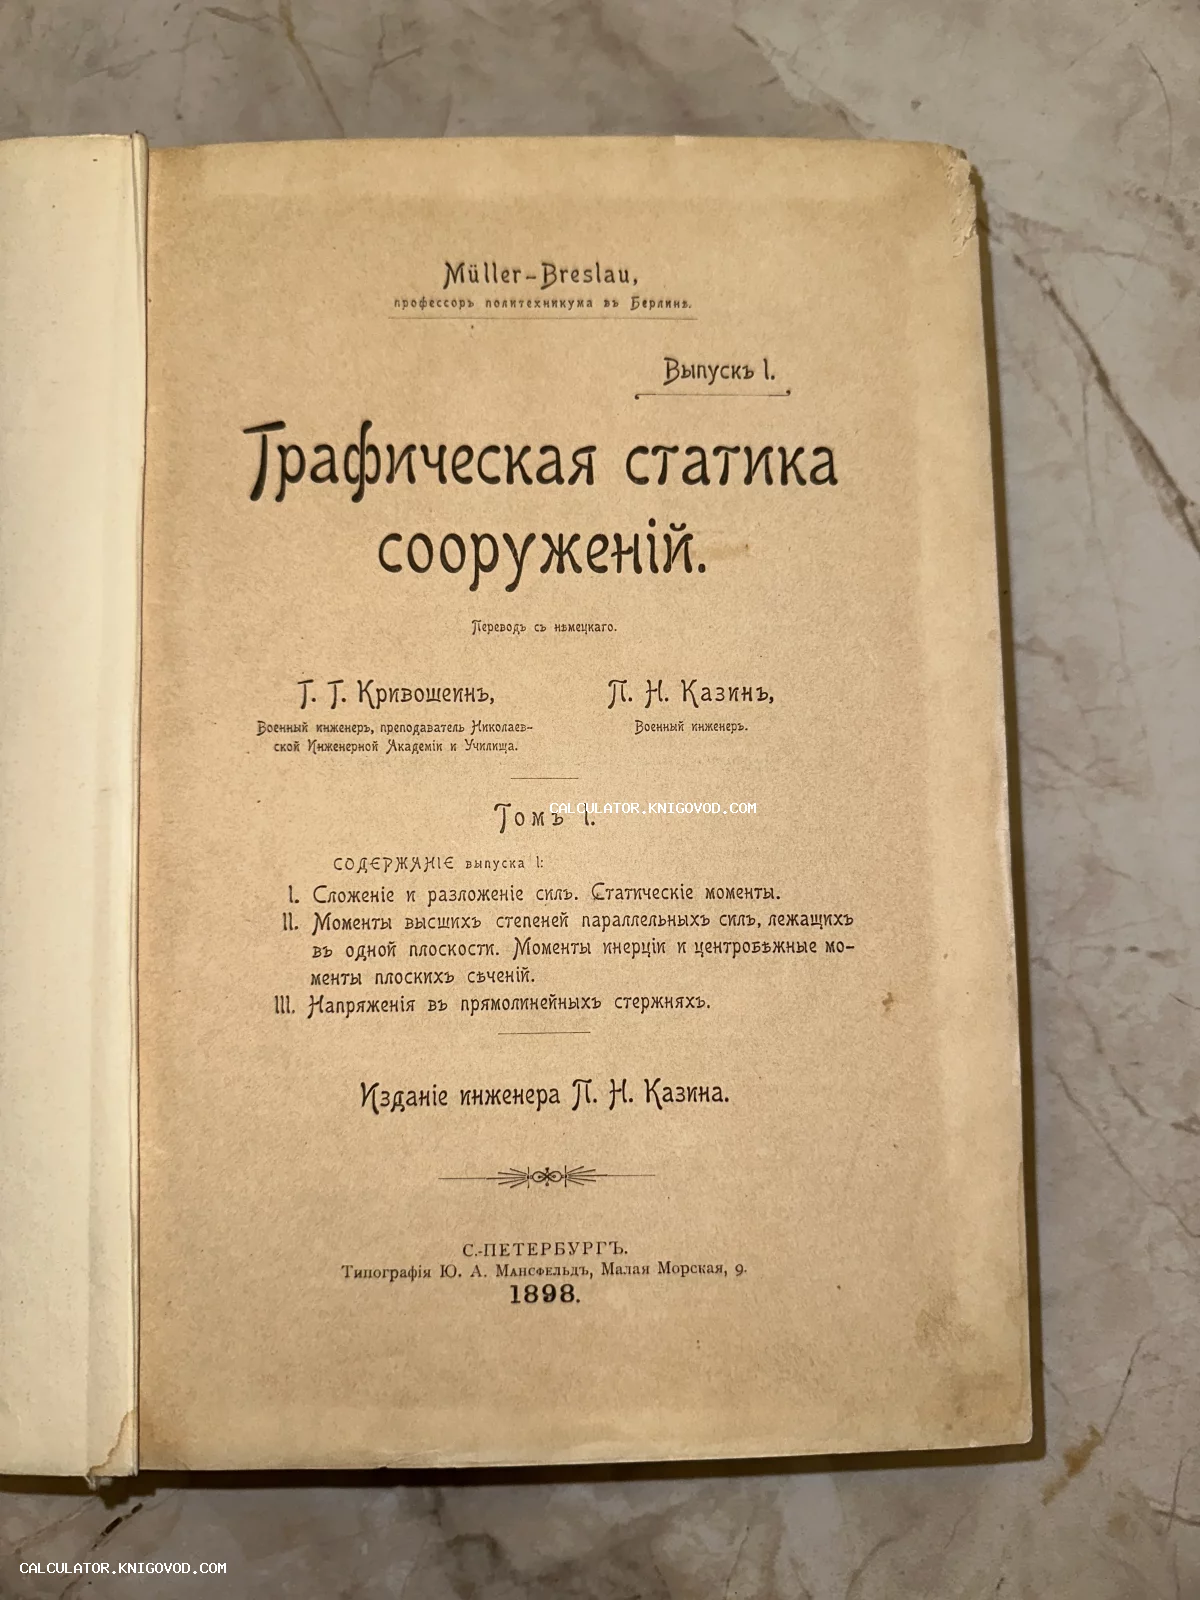 Müller-Breslau,
профессоръ политехникума въ Берлинѣ.
Выпускъ I.
Графическая статика
сооруженій.
Переводъ съ нѣмецкаго.
Г. Г. Кривошеинъ,
Военный инженеръ, преподаватель Николаев-
ской Инженерной Академіи и Училища.
П. Н. Казинъ,
Военный инженеръ.
Томъ I.
CALCULATOR.KNIGOVOD.COM
СОДЕРЖАНІЕ выпуска I:
I. Сложеніе и разложеніе силъ. Статическіе моменты.
II. Моменты высшихъ степеней параллельныхъ силъ, лежащихъ
въ одной плоскости. Моменты инерціи и центробѣжные мо-
менты плоскихъ сѣченій.
III. Напряженія въ прямолинейныхъ стержняхъ.
Изданіе инженера П. Н. Казина.
С.-ПЕТЕРБУРГЪ.
Типографія Ю. А. Мансфельдъ, Малая Морская, 9.
1898.
CALCULATOR.KNIGOVOD.COM